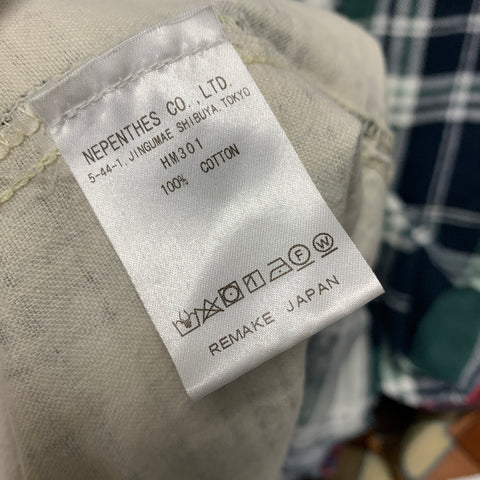 NEPENTHES CO.,LTD.
5-44-1, JINGUMAE SHIBUYA, TOKYO
HM301
100% COTTON
F W
REMAKE JAPAN